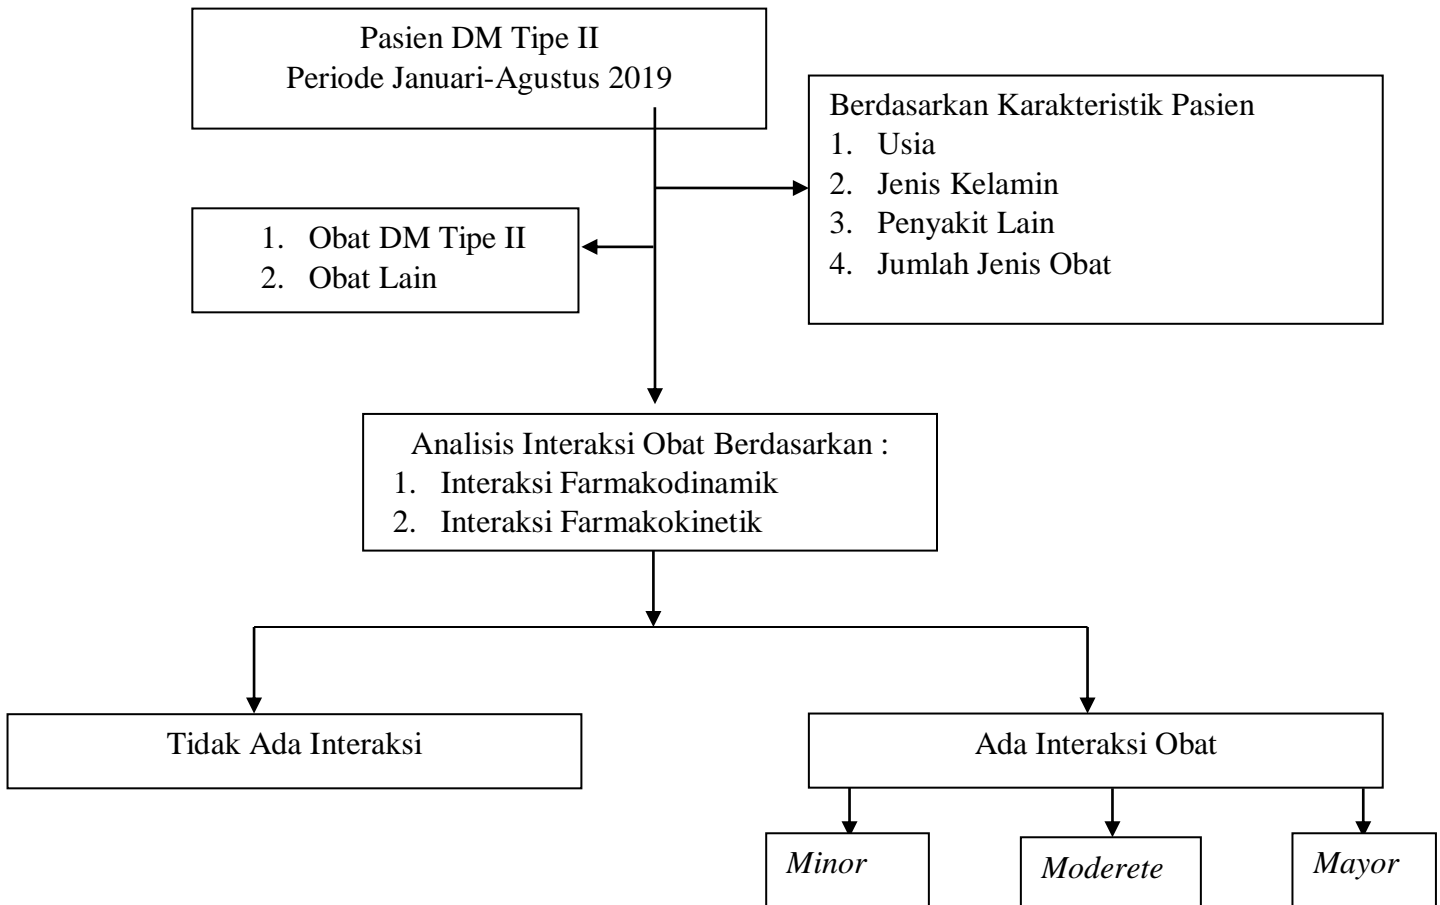 Pasien DM Tipe II
Periode Januari-Agustus 2019
Berdasarkan Karakteristik Pasien
1. Usia
2. Jenis Kelamin
3. Penyakit Lain
4. Jumlah Jenis Obat
1. Obat DM Tipe II
2. Obat Lain
Analisis Interaksi Obat Berdasarkan :
1. Interaksi Farmakodinamik
2. Interaksi Farmakokinetik
Tidak Ada Interaksi
Ada Interaksi Obat
Minor
Moderete
Mayor